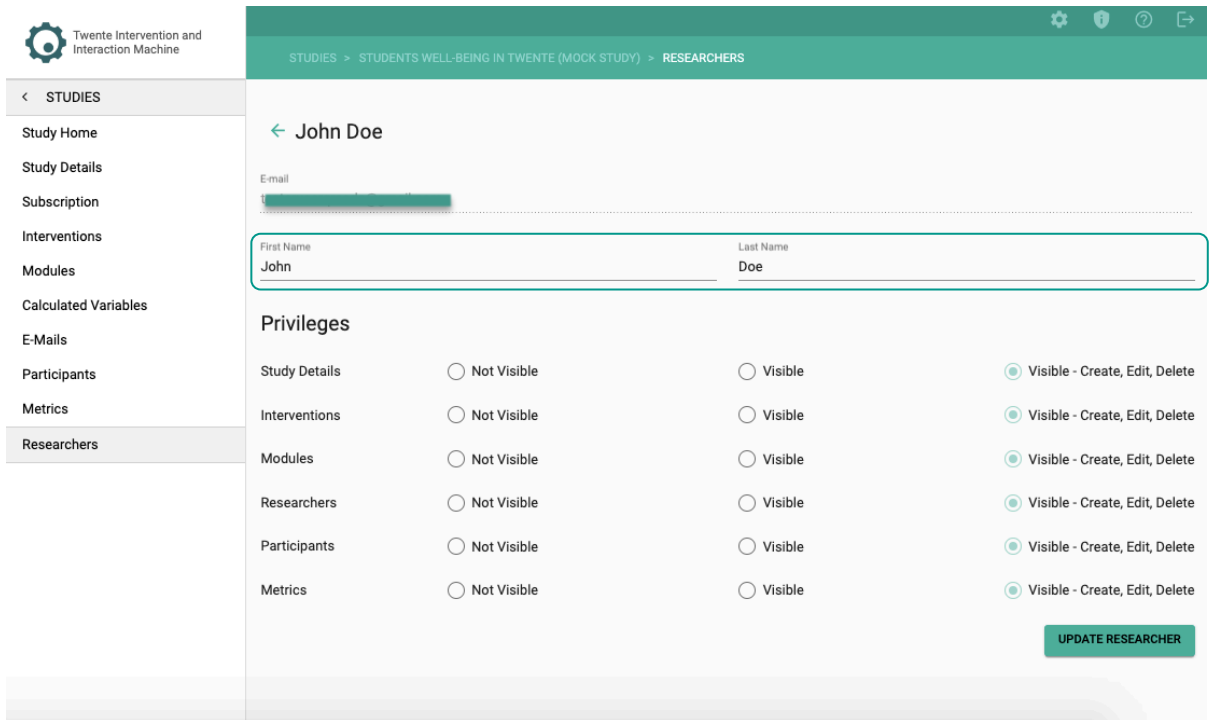 Twente Intervention and
Interaction Machine
STUDIES > STUDENTS WELL-BEING IN TWENTE (MOCK STUDY) > RESEARCHERS
< STUDIES
Study Home
Study Details
Subscription
Interventions
Modules
Calculated Variables
E-Mails
Participants
Metrics
Researchers
← John Doe
E-mail
First Name
John
Last Name
Doe
Privileges
Study Details Not Visible Visible Visible - Create, Edit, Delete
Interventions Not Visible Visible Visible - Create, Edit, Delete
Modules Not Visible Visible Visible - Create, Edit, Delete
Researchers Not Visible Visible Visible - Create, Edit, Delete
Participants Not Visible Visible Visible - Create, Edit, Delete
Metrics Not Visible Visible Visible - Create, Edit, Delete
UPDATE RESEARCHER